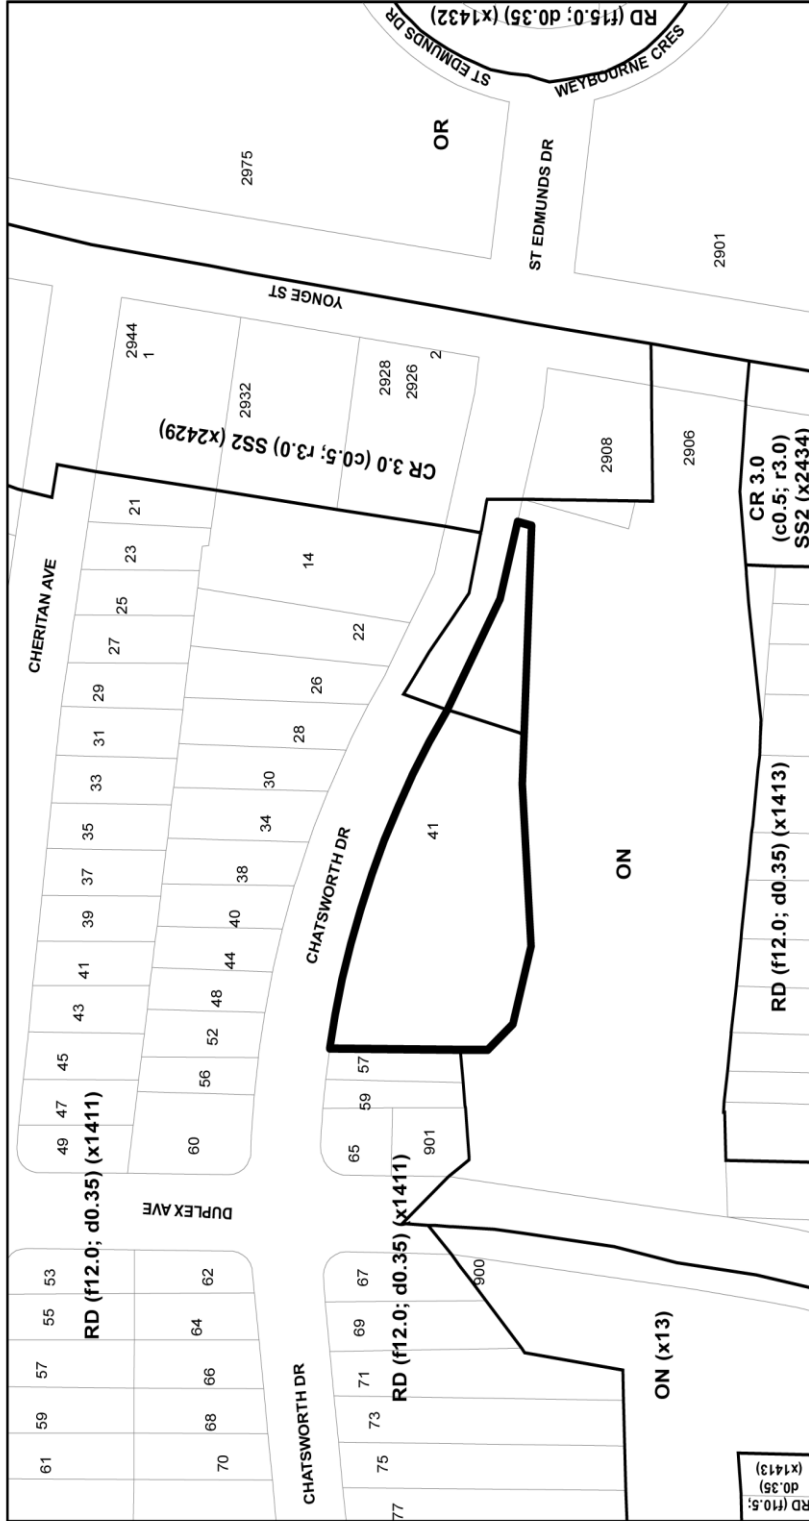 RD (f15.0; d0.35) (x1432)
ST EDMUNDS DR
WEYBOURNE CRES
OR
2975
ST EDMUNDS DR
2901
YONGE ST
2944
1
2932
2928
2926
2
CR 3.0 (c0.5; r3.0) SS2 (x2429)
2908
2906
CR 3.0
(c0.5; r3.0)
SS2 (x2434)
CHERITAN AVE
21
23
25
27
29
31
33
35
37
39
41
43
45
47
49
14
22
26
28
30
34
38
40
44
48
52
56
60
RD (f12.0; d0.35) (x1411)
CHATSWORTH DR
41
57
59
65
901
ON
RD (f12.0; d0.35) (x1413)
DUPLEX AVE
RD (f12.0; d0.35) (x1411)
53
55
57
59
61
62
64
66
68
70
CHATSWORTH DR
67
69
71
73
75
77
900
ON (x13)
RD (f10.5;
d0.35)
(x1413)